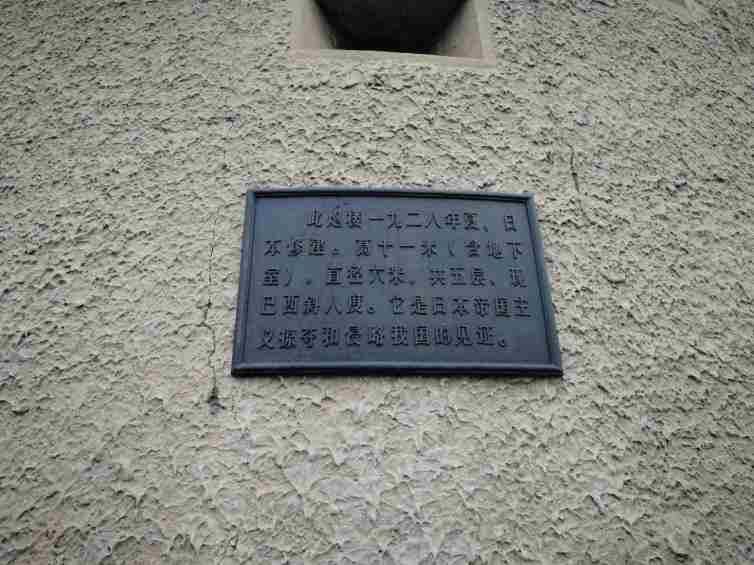 此炮楼一九二八年夏，日
本修建。高十一米（含地下
室），直径六米，共五层，现
已西斜八度。它是日本帝国主
义掠夺和侵略我国的见证。